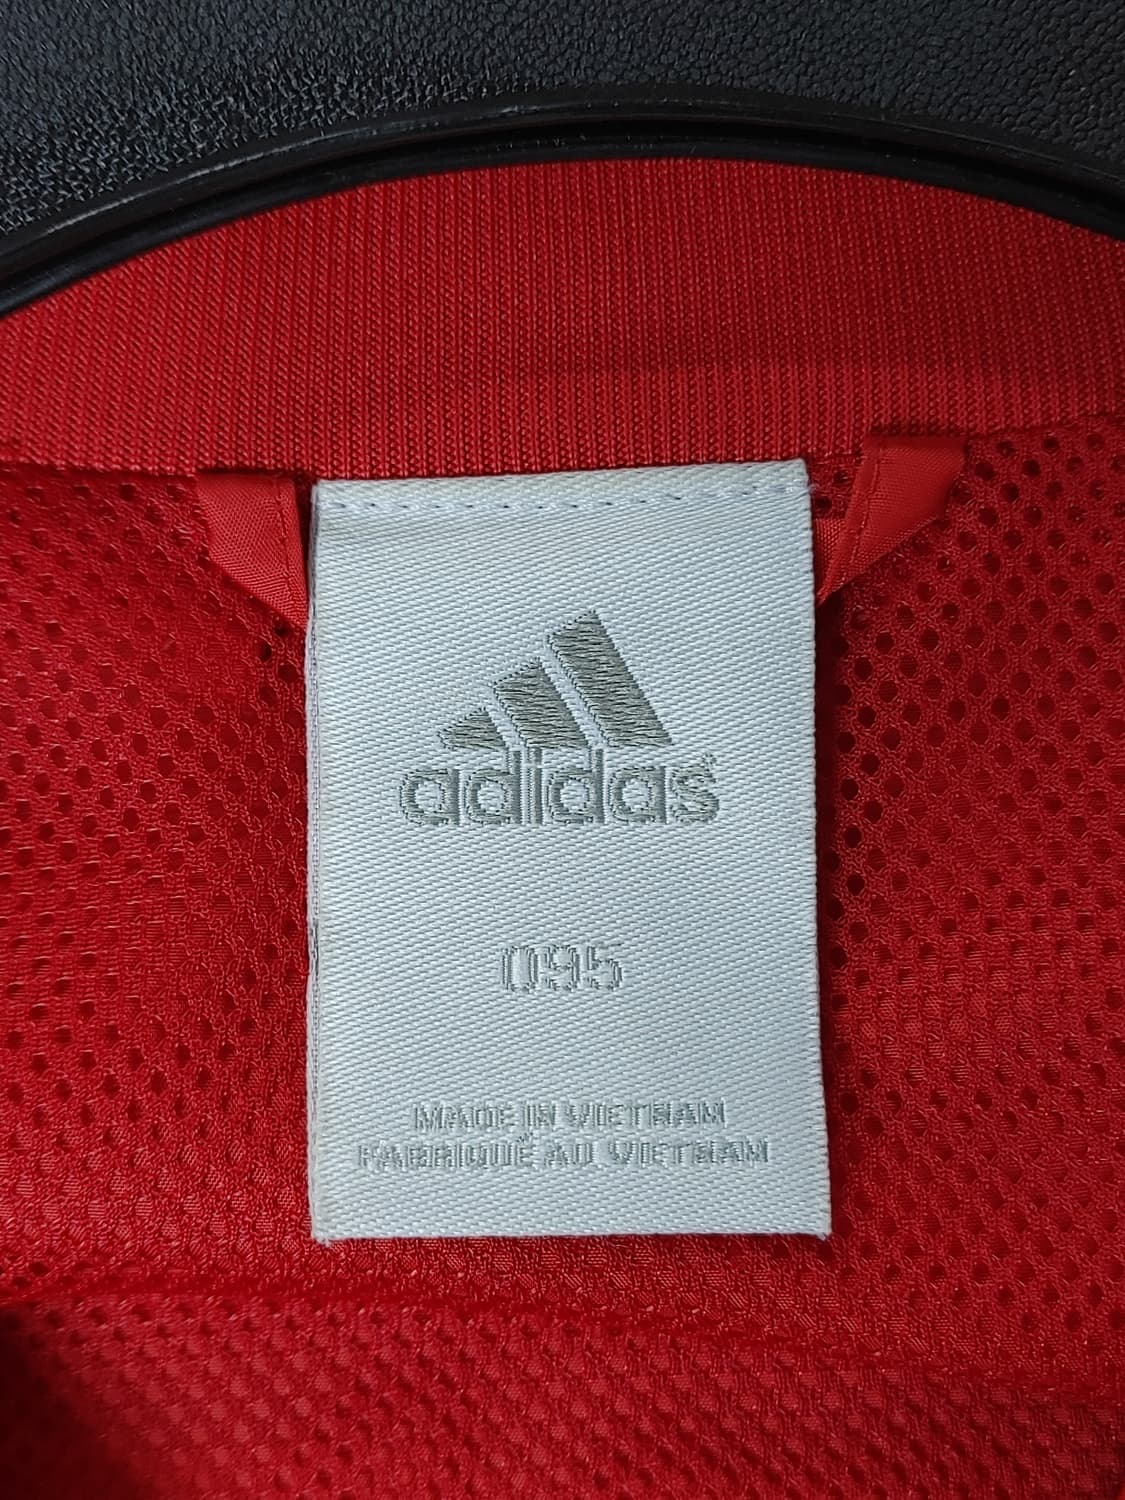 adidas®
095
MADE IN VIETNAM
FABRIQUÉ AU VIETNAM